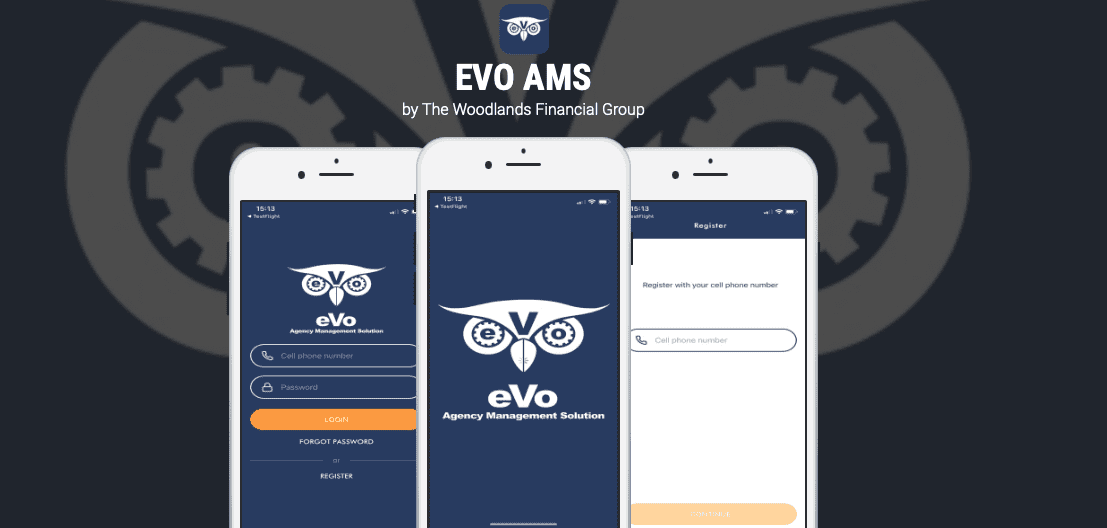 EVO AMS
by The Woodlands Financial Group
15:13
TestFlight
eVo
eVo
Agency Management Solution
Cell phone number
Password
LOGIN
FORGOT PASSWORD
or
REGISTER
15:13
TestFlight
eVo
eVo
Agency Management Solution
15:13
Register
Register with your cell phone number
Cell phone number